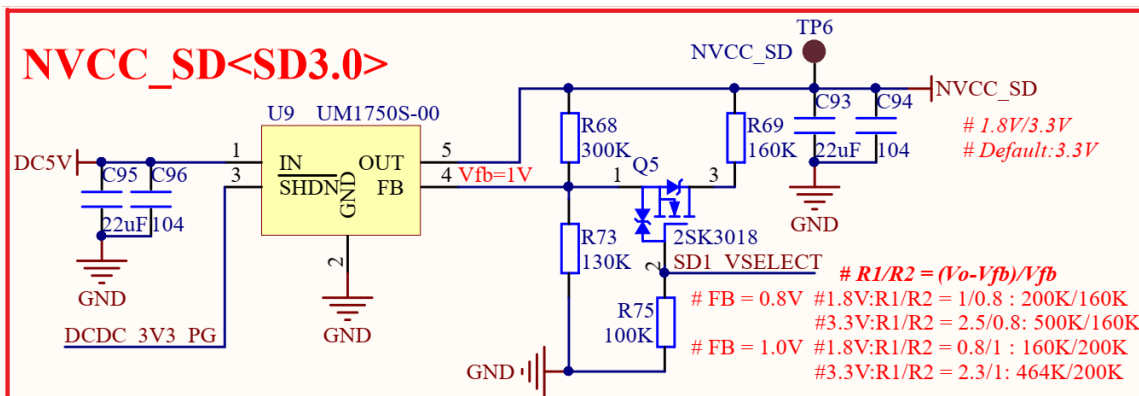 NVCC_SD<SD3.0>
TP6
NVCC_SD
U9 UM1750S-00
DC5V
1 IN
3 SHDN
GND
2
OUT 5
FB 4
Vfb=1V
C95
22uF
C96
104
GND
GND
DCDC_3V3_PG
R68
300K
R73
130K
Q5
1
3
2
2SK3018
R69
160K
C93
22uF
C94
104
GND
NVCC_SD
# 1.8V/3.3V
# Default:3.3V
SD1_VSELECT
R75
100K
GND
# R1/R2 = (Vo-Vfb)/Vfb
# FB = 0.8V #1.8V:R1/R2 = 1/0.8 : 200K/160K
#3.3V:R1/R2 = 2.5/0.8: 500K/160K
# FB = 1.0V #1.8V:R1/R2 = 0.8/1 : 160K/200K
#3.3V:R1/R2 = 2.3/1: 464K/200K